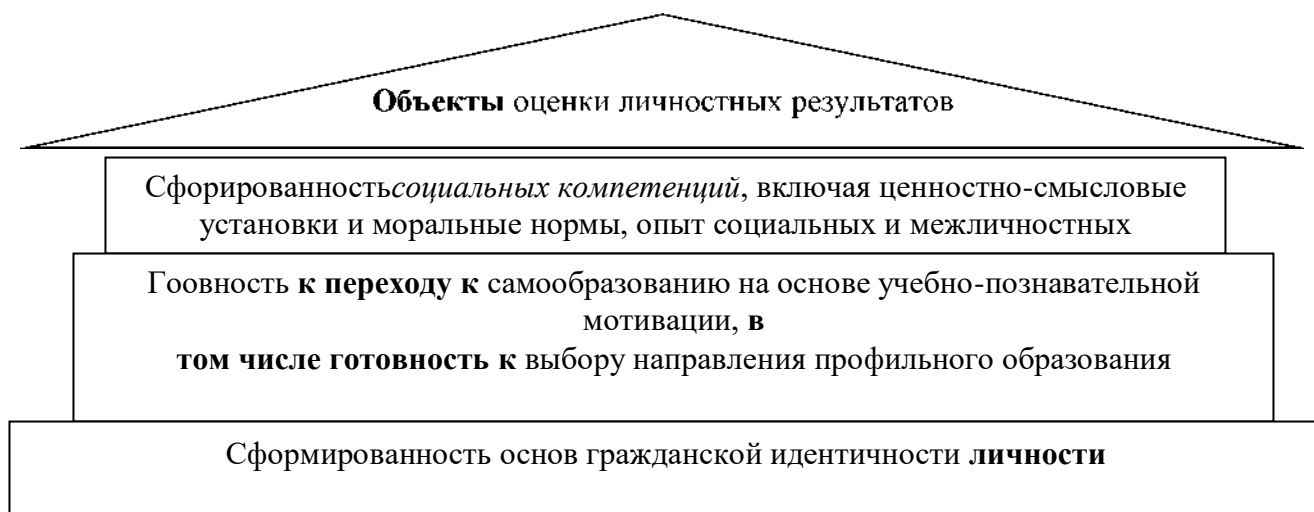 Объекты оценки личностных результатов
Сфорированностьсоциальных компетенций, включая ценностно-смысловые
установки и моральные нормы, опыт социальных и межличностных
Гоовность к переходу к самообразованию на основе учебно-познавательной
мотивации, в
том числе готовность к выбору направления профильного образования
Сформированность основ гражданской идентичности личности